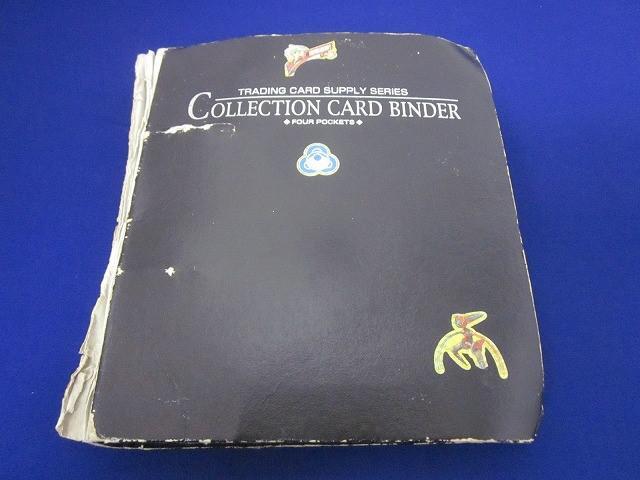 TRADING CARD SUPPLY SERIES
COLLECTION CARD BINDER
◆ FOUR POCKETS ◆